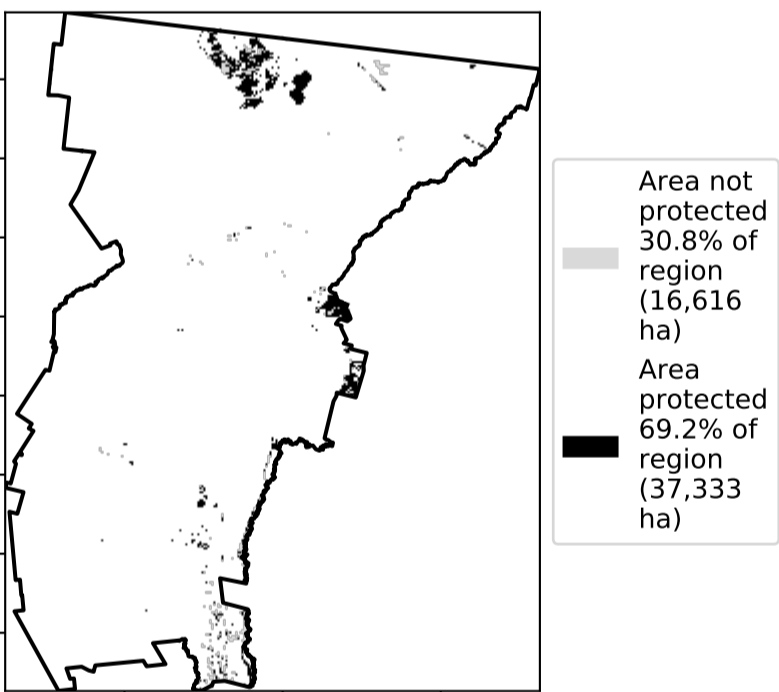 Area not
protected
30.8% of
region
(16,616
ha)
Area
protected
69.2% of
region
(37,333
ha)